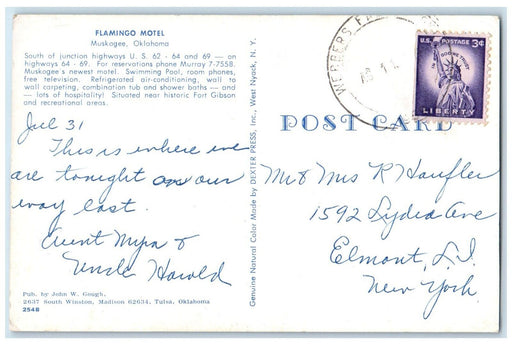 FLAMINGO MOTEL
Muskogee, Oklahoma
South of junction highways U. S. 62 - 64 and 69 — on
highways 64 - 69. For reservations phone Murray 7-7558.
Muskogee's newest motel. Swimming Pool, room phones,
free television. Refrigerated air-conditioning, wall to
wall carpeting, combination tub and shower baths — and
— lots of hospitality! Situated near historic Fort Gibson
and recreational areas.
Jul 31
This is where we
are tonight on our
way east.
Aunt Myra &
Uncle Harold
Pub. by John W. Gough,
2637 South Winston, Madison 62634, Tulsa, Oklahoma
2548
Genuine Natural Color Made by DEXTER PRESS, Inc., West Nyack, N. Y.
POST CARD
WEBBERS
U.S. POSTAGE 3¢
IN GOD WE TRUST
LIBERTY
Mr & Mrs R Haufler
1592 Lydia Ave
Elmont, L.I.
New York